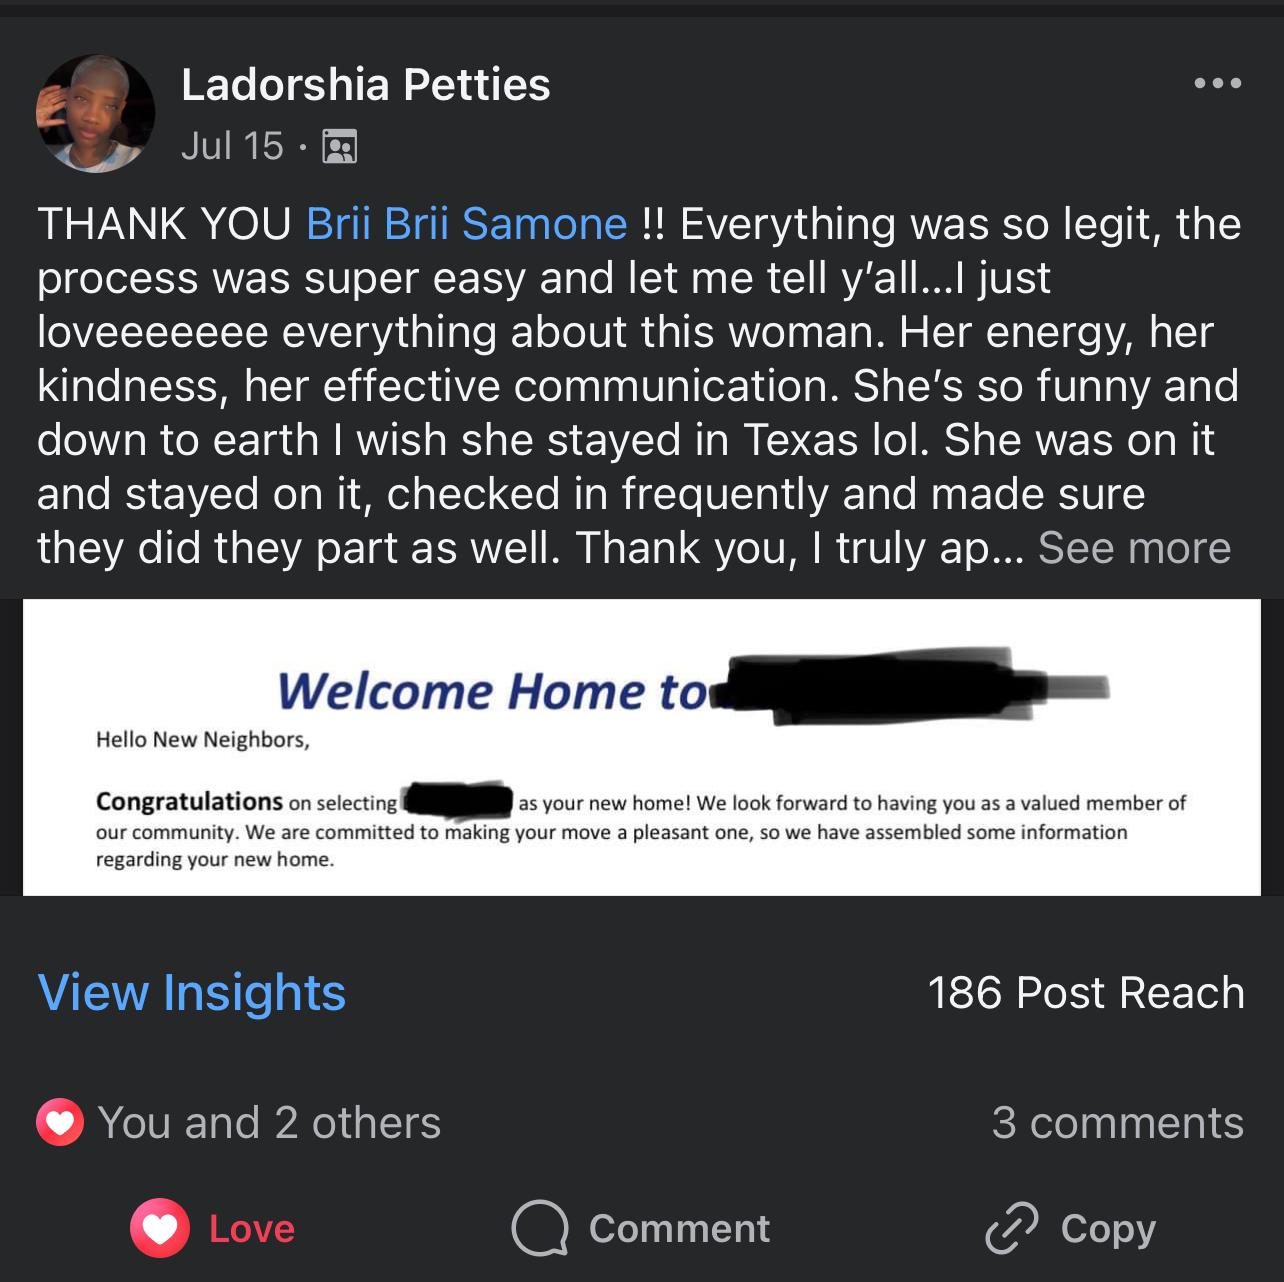 Ladorshia Petties
Jul 15 ·
THANK YOU Brii Brii Samone !! Everything was so legit, the
process was super easy and let me tell y’all...I just
loveeeeeee everything about this woman. Her energy, her
kindness, her effective communication. She’s so funny and
down to earth I wish she stayed in Texas lol. She was on it
and stayed on it, checked in frequently and made sure
they did they part as well. Thank you, I truly ap... See more
Welcome Home to
Hello New Neighbors,
Congratulations on selecting as your new home! We look forward to having you as a valued member of
our community. We are committed to making your move a pleasant one, so we have assembled some information
regarding your new home.
View Insights 186 Post Reach
You and 2 others 3 comments
Love Comment Copy